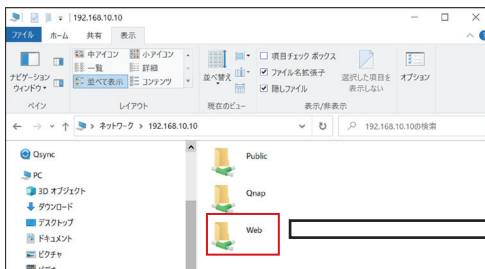 192.168.10.10
ファイル ホーム 共有 表示
ナビゲーション
ウィンドウ▾
中アイコン 小アイコン
一覧 詳細
並べて表示 コンテンツ
並べ替え
項目チェック ボックス
ファイル名拡張子
隠しファイル
選択した項目を
表示しない
オプション
ペイン レイアウト 現在のビュー 表示/非表示
ネットワーク > 192.168.10.10
192.168.10.10の検索
Qsync
PC
3D オブジェクト
ダウンロード
デスクトップ
ドキュメント
ピクチャ
Public
Qnap
Web